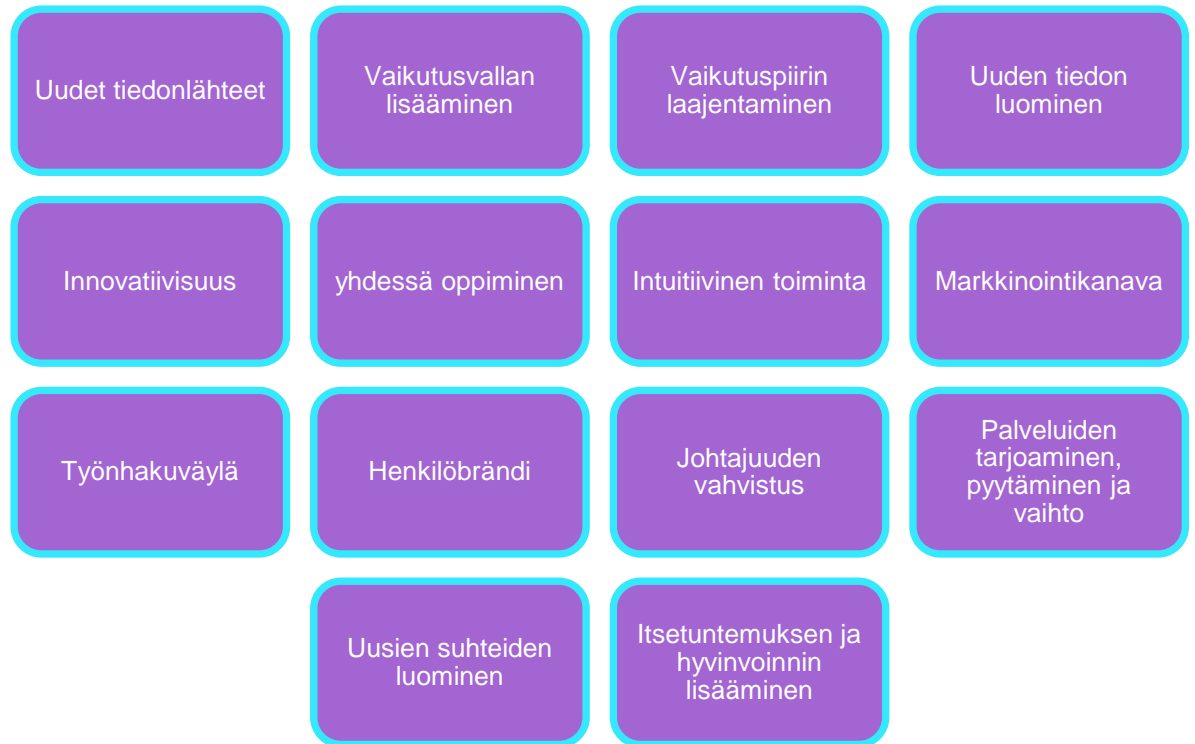 Uudet tiedonlähteet
Vaikutusvallan
lisääminen
Vaikutuspiirin
laajentaminen
Uuden tiedon
luominen
Innovatiivisuus
yhdessä oppiminen
Intuitiivinen toiminta
Markkinointikanava
Työnhakuväylä
Henkilöbrändi
Johtajuuden
vahvistus
Palveluiden
tarjoaminen,
pyytäminen ja
vaihto
Uusien suhteiden
luominen
Itsetuntemuksen ja
hyvinvoinnin
lisääminen